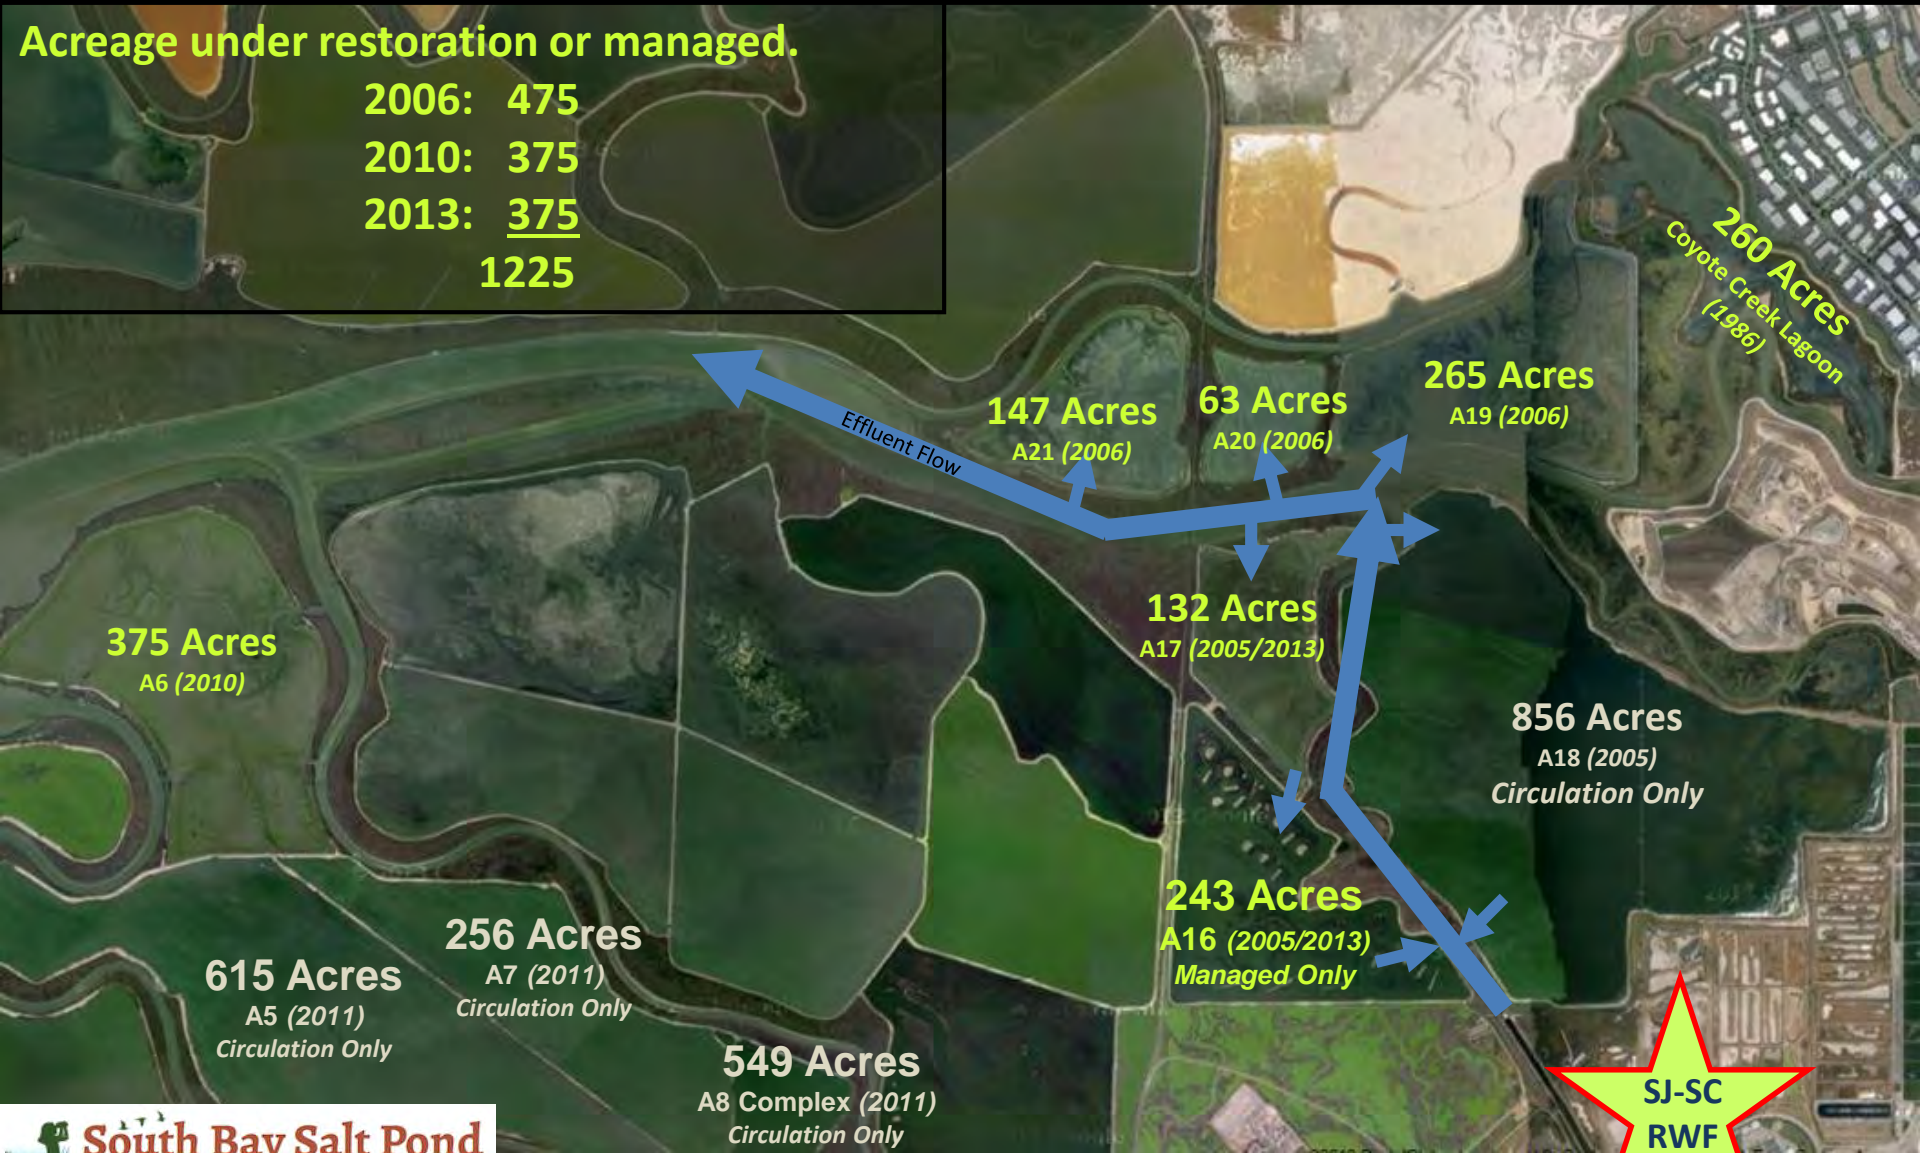 Acreage under restoration or managed.
2006: 475
2010: 375
2013: 375
1225
260 Acres
Coyote Creek Lagoon
(1986)
265 Acres
A19 (2006)
63 Acres
A20 (2006)
147 Acres
A21 (2006)
Effluent Flow
132 Acres
A17 (2005/2013)
375 Acres
A6 (2010)
856 Acres
A18 (2005)
Circulation Only
243 Acres
A16 (2005/2013)
Managed Only
256 Acres
A7 (2011)
Circulation Only
615 Acres
A5 (2011)
Circulation Only
549 Acres
A8 Complex (2011)
Circulation Only
SJ-SC
RWF
South Bay Salt Pond